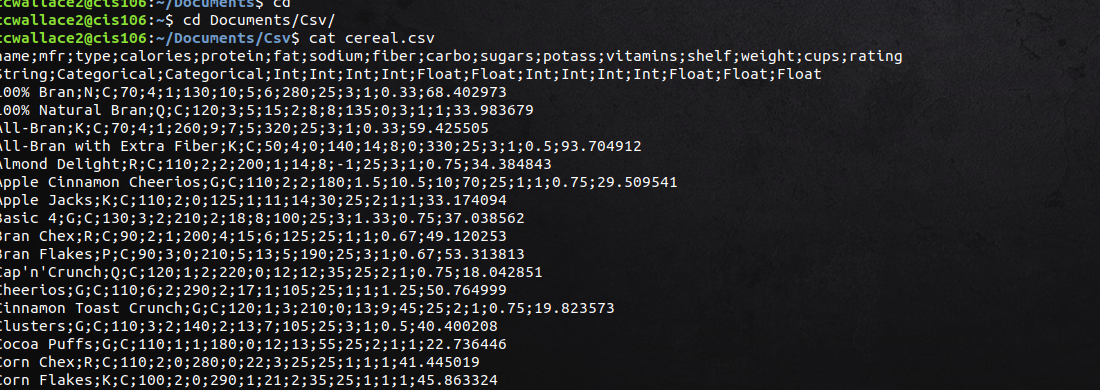 ccwallace2@cis106:~/Documents$ cd
ccwallace2@cis106:~$ cd Documents/Csv/
ccwallace2@cis106:~/Documents/Csv$ cat cereal.csv
name;mfr;type;calories;protein;fat;sodium;fiber;carbo;sugars;potass;vitamins;shelf;weight;cups;rating
String;Categorical;Categorical;Int;Int;Int;Int;Float;Float;Int;Int;Int;Int;Float;Float;Float
100% Bran;N;C;70;4;1;130;10;5;6;280;25;3;1;0.33;68.402973
100% Natural Bran;Q;C;120;3;5;15;2;8;8;135;0;3;1;1;33.983679
All-Bran;K;C;70;4;1;260;9;7;5;320;25;3;1;0.33;59.425505
All-Bran with Extra Fiber;K;C;50;4;0;140;14;8;0;330;25;3;1;0.5;93.704912
Almond Delight;R;C;110;2;2;200;1;14;8;-1;25;3;1;0.75;34.384843
Apple Cinnamon Cheerios;G;C;110;2;2;180;1.5;10.5;10;70;25;1;1;0.75;29.509541
Apple Jacks;K;C;110;2;0;125;1;11;14;30;25;2;1;1;33.174094
Basic 4;G;C;130;3;2;210;2;18;8;100;25;3;1.33;0.75;37.038562
Bran Chex;R;C;90;2;1;200;4;15;6;125;25;1;1;0.67;49.120253
Bran Flakes;P;C;90;3;0;210;5;13;5;190;25;3;1;0.67;53.313813
Cap'n'Crunch;Q;C;120;1;2;220;0;12;12;35;25;2;1;0.75;18.042851
Cheerios;G;C;110;6;2;290;2;17;1;105;25;1;1;1.25;50.764999
Cinnamon Toast Crunch;G;C;120;1;3;210;0;13;9;45;25;2;1;0.75;19.823573
Clusters;G;C;110;3;2;140;2;13;7;105;25;3;1;0.5;40.400208
Cocoa Puffs;G;C;110;1;1;180;0;12;13;55;25;2;1;1;22.736446
Corn Chex;R;C;110;2;0;280;0;22;3;25;25;1;1;1;41.445019
Corn Flakes;K;C;100;2;0;290;1;21;2;35;25;1;1;1;45.863324